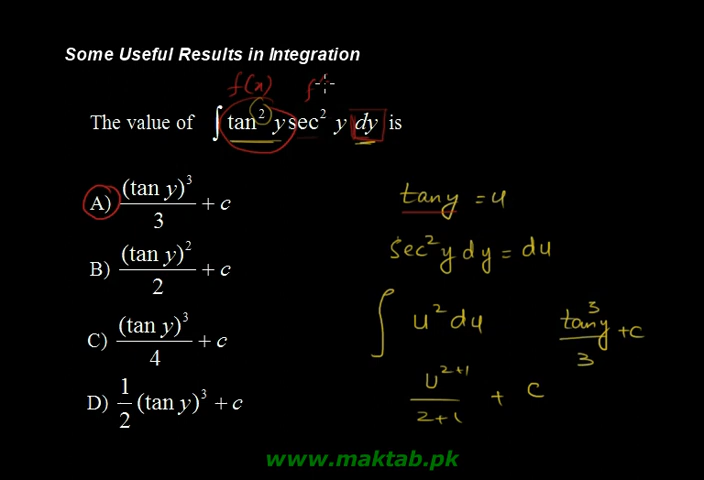 Some Useful Results in Integration
f(x) f
The value of ∫ tan² y sec² y dy is
A) (tan y)³/3 + c
tan y = u
B) (tan y)²/2 + c
sec² y dy = du
C) (tan y)³/4 + c
∫ u² du
tan³y/3 + c
D) 1/2 (tan y)³ + c
u²⁺¹/2+1 + c
www.maktab.pk